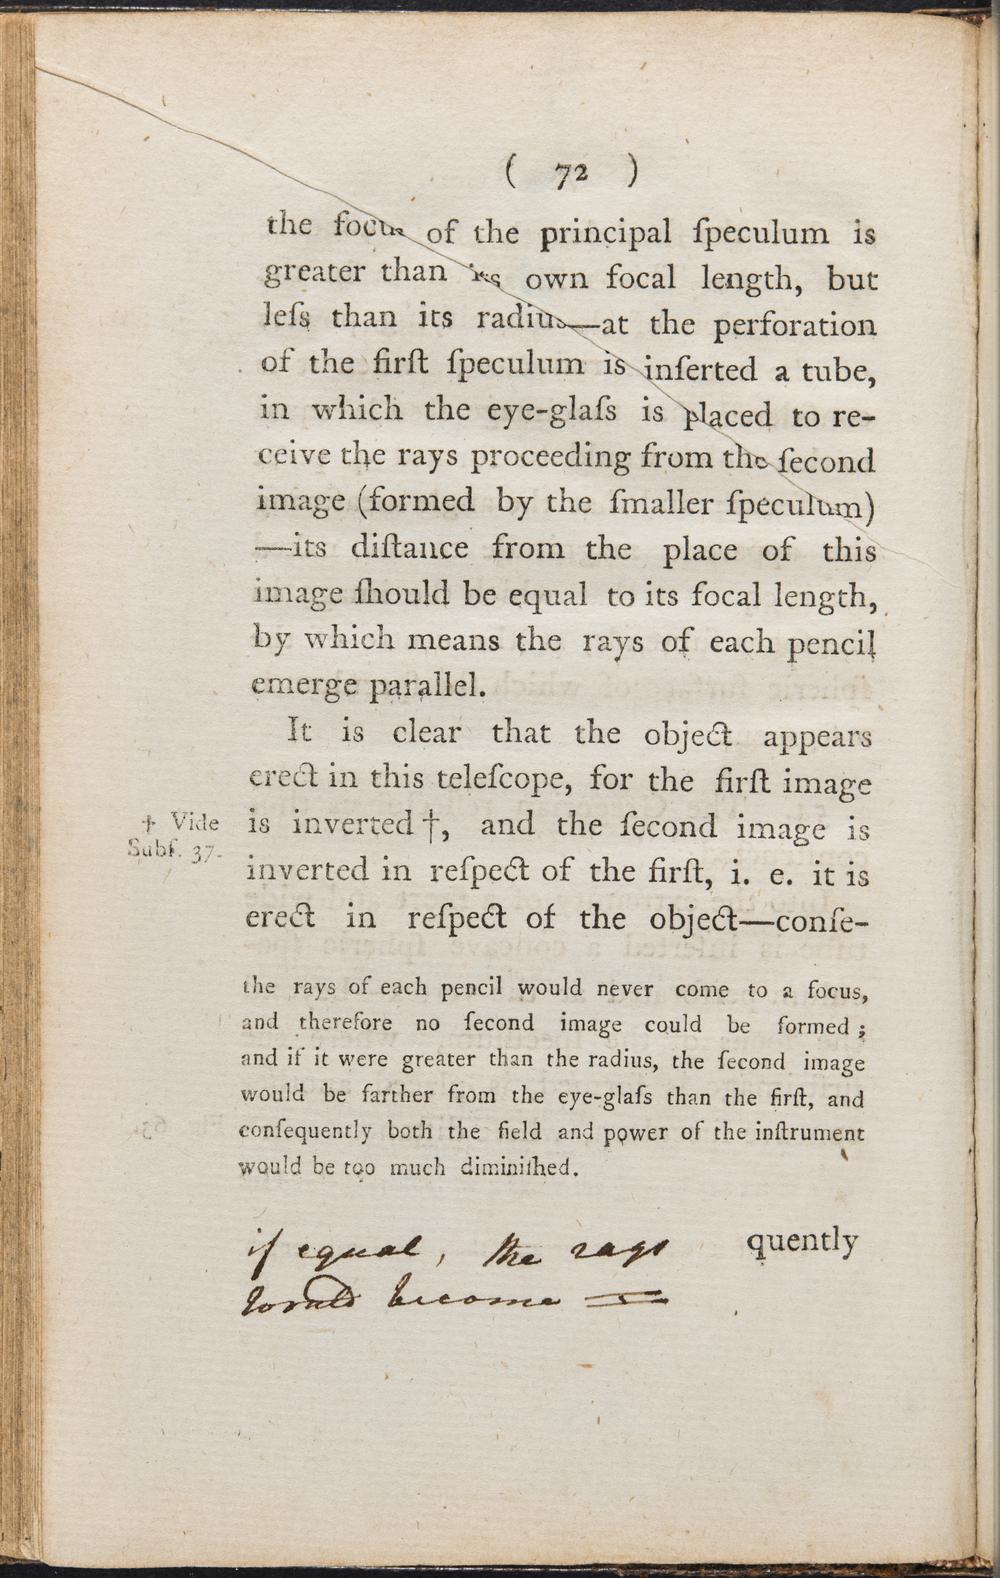 ( 72 )
the focus of the principal ſpeculum is
greater than its own focal length, but
leſs than its radius—at the perforation
of the firſt ſpeculum is inſerted a tube,
in which the eye-glaſs is placed to re-
ceive the rays proceeding from the ſecond
image (formed by the ſmaller ſpeculum)
—its diſtance from the place of this
image ſhould be equal to its focal length,
by which means the rays of each pencil
emerge parallel.
It is clear that the object appears
erect in this teleſcope, for the firſt image
† Vide
Subſ. 37.
is inverted †, and the ſecond image is
inverted in reſpect of the firſt, i. e. it is
erect in reſpect of the object—conſe-
the rays of each pencil would never come to a focus,
and therefore no ſecond image could be formed ;
and if it were greater than the radius, the ſecond image
would be farther from the eye-glaſs than the firſt, and
conſequently both the field and power of the inſtrument
would be too much diminiſhed.
quently
if equal, the rays
would become =